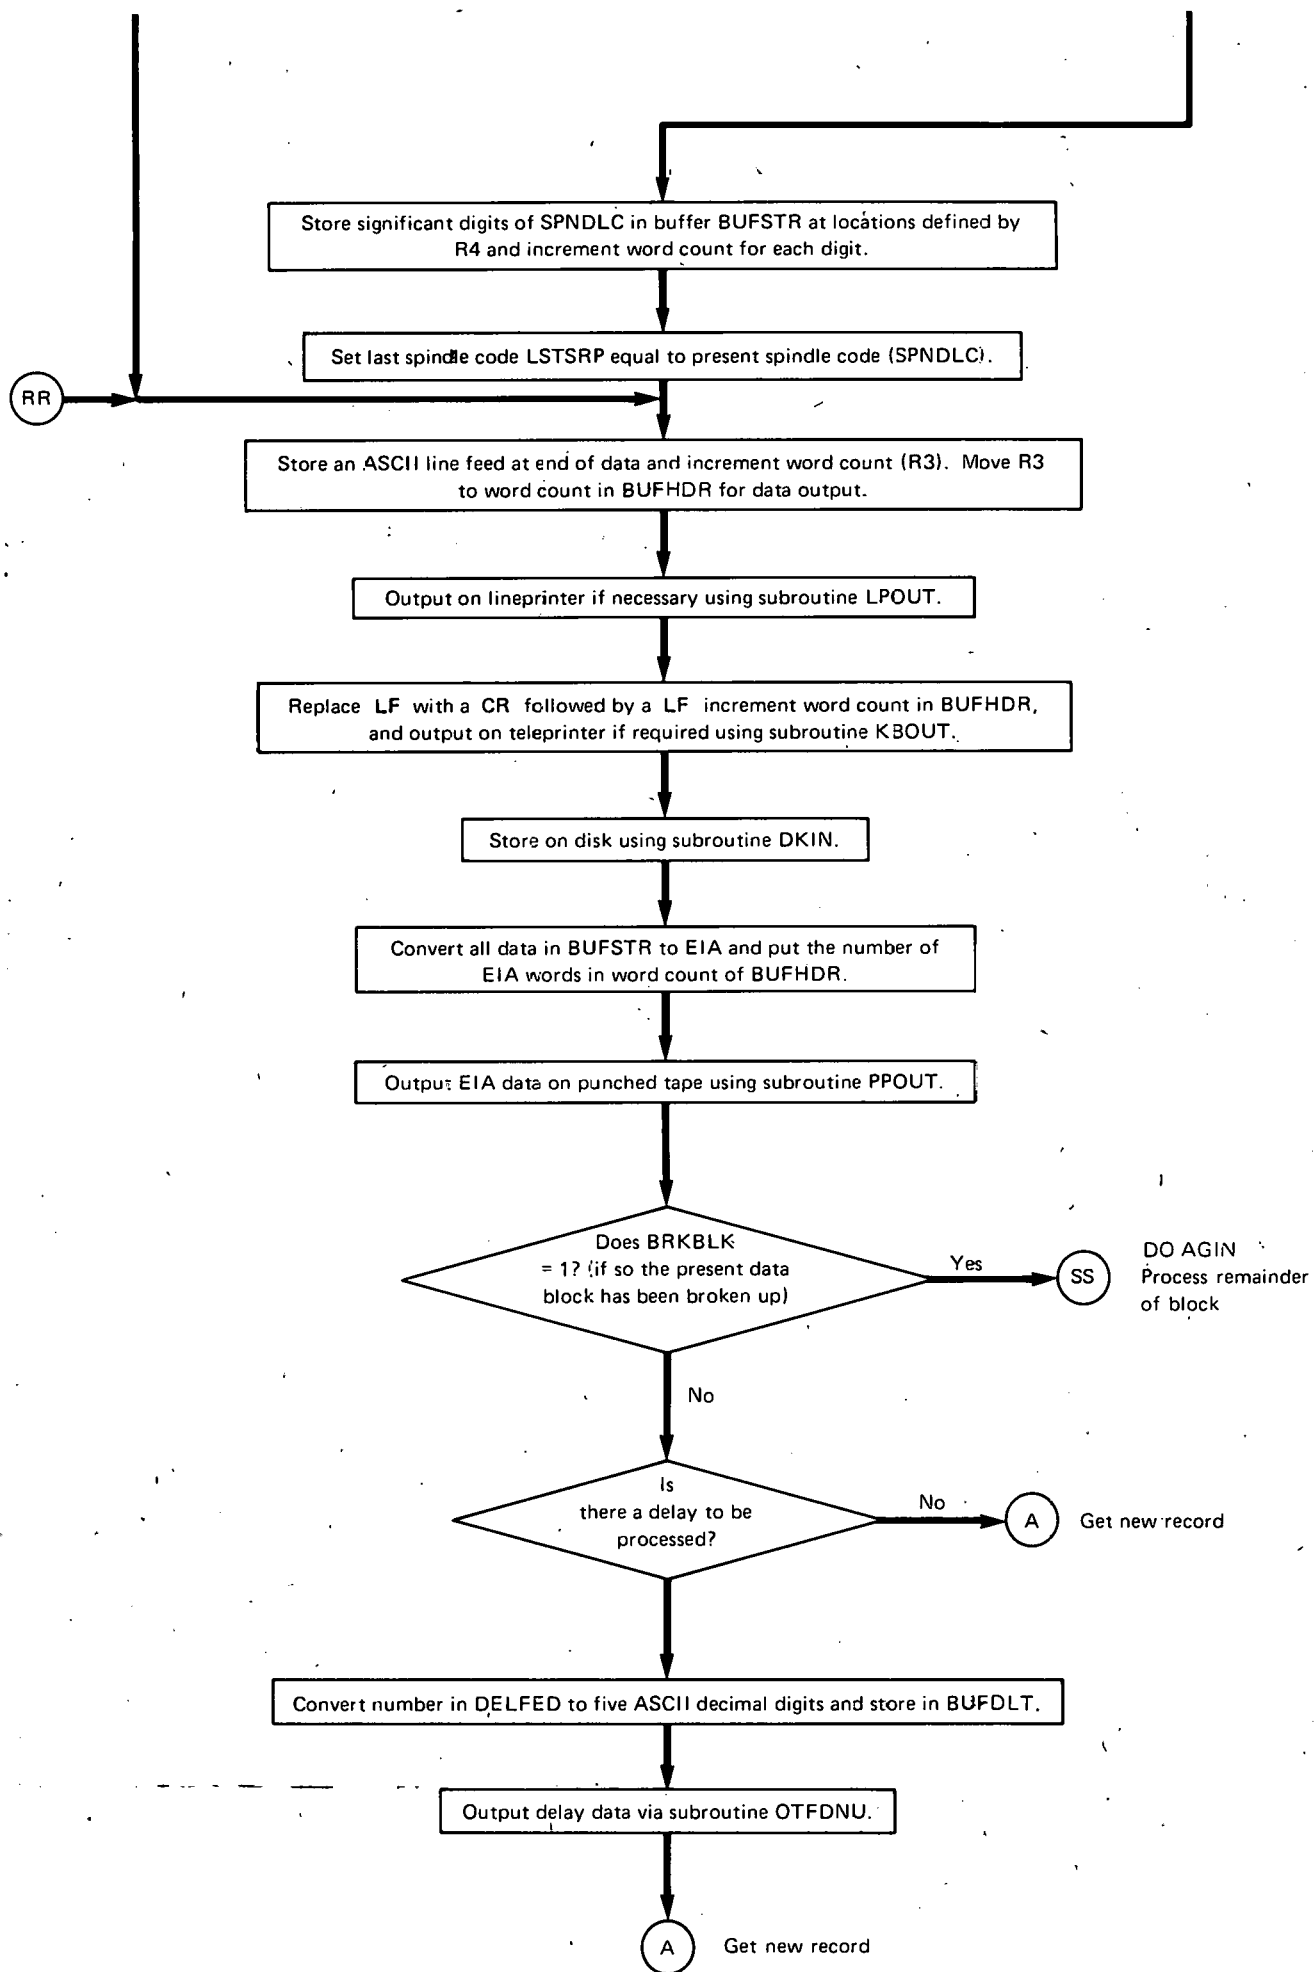 Store significant digits of SPNDLC in buffer BUFSTR at locations defined by
R4 and increment word count for each digit.
Set last spindle code LSTSRP equal to present spindle code (SPNDLC).
RR
Store an ASCII line feed at end of data and increment word count (R3). Move R3
to word count in BUFHDR for data output.
Output on lineprinter if necessary using subroutine LPOUT.
Replace LF with a CR followed by a LF increment word count in BUFHDR,
and output on teleprinter if required using subroutine KBOUT.
Store on disk using subroutine DKIN.
Convert all data in BUFSTR to EIA and put the number of
EIA words in word count of BUFHDR.
Output EIA data on punched tape using subroutine PPOUT.
Does BRKBLK
= 1? (if so the present data
block has been broken up)
Yes
SS
DO AGIN
Process remainder
of block
No
Is
there a delay to be
processed?
No
A
Get new record
Convert number in DELFED to five ASCII decimal digits and store in BUFDLT.
Output delay data via subroutine OTFDNU.
A
Get new record